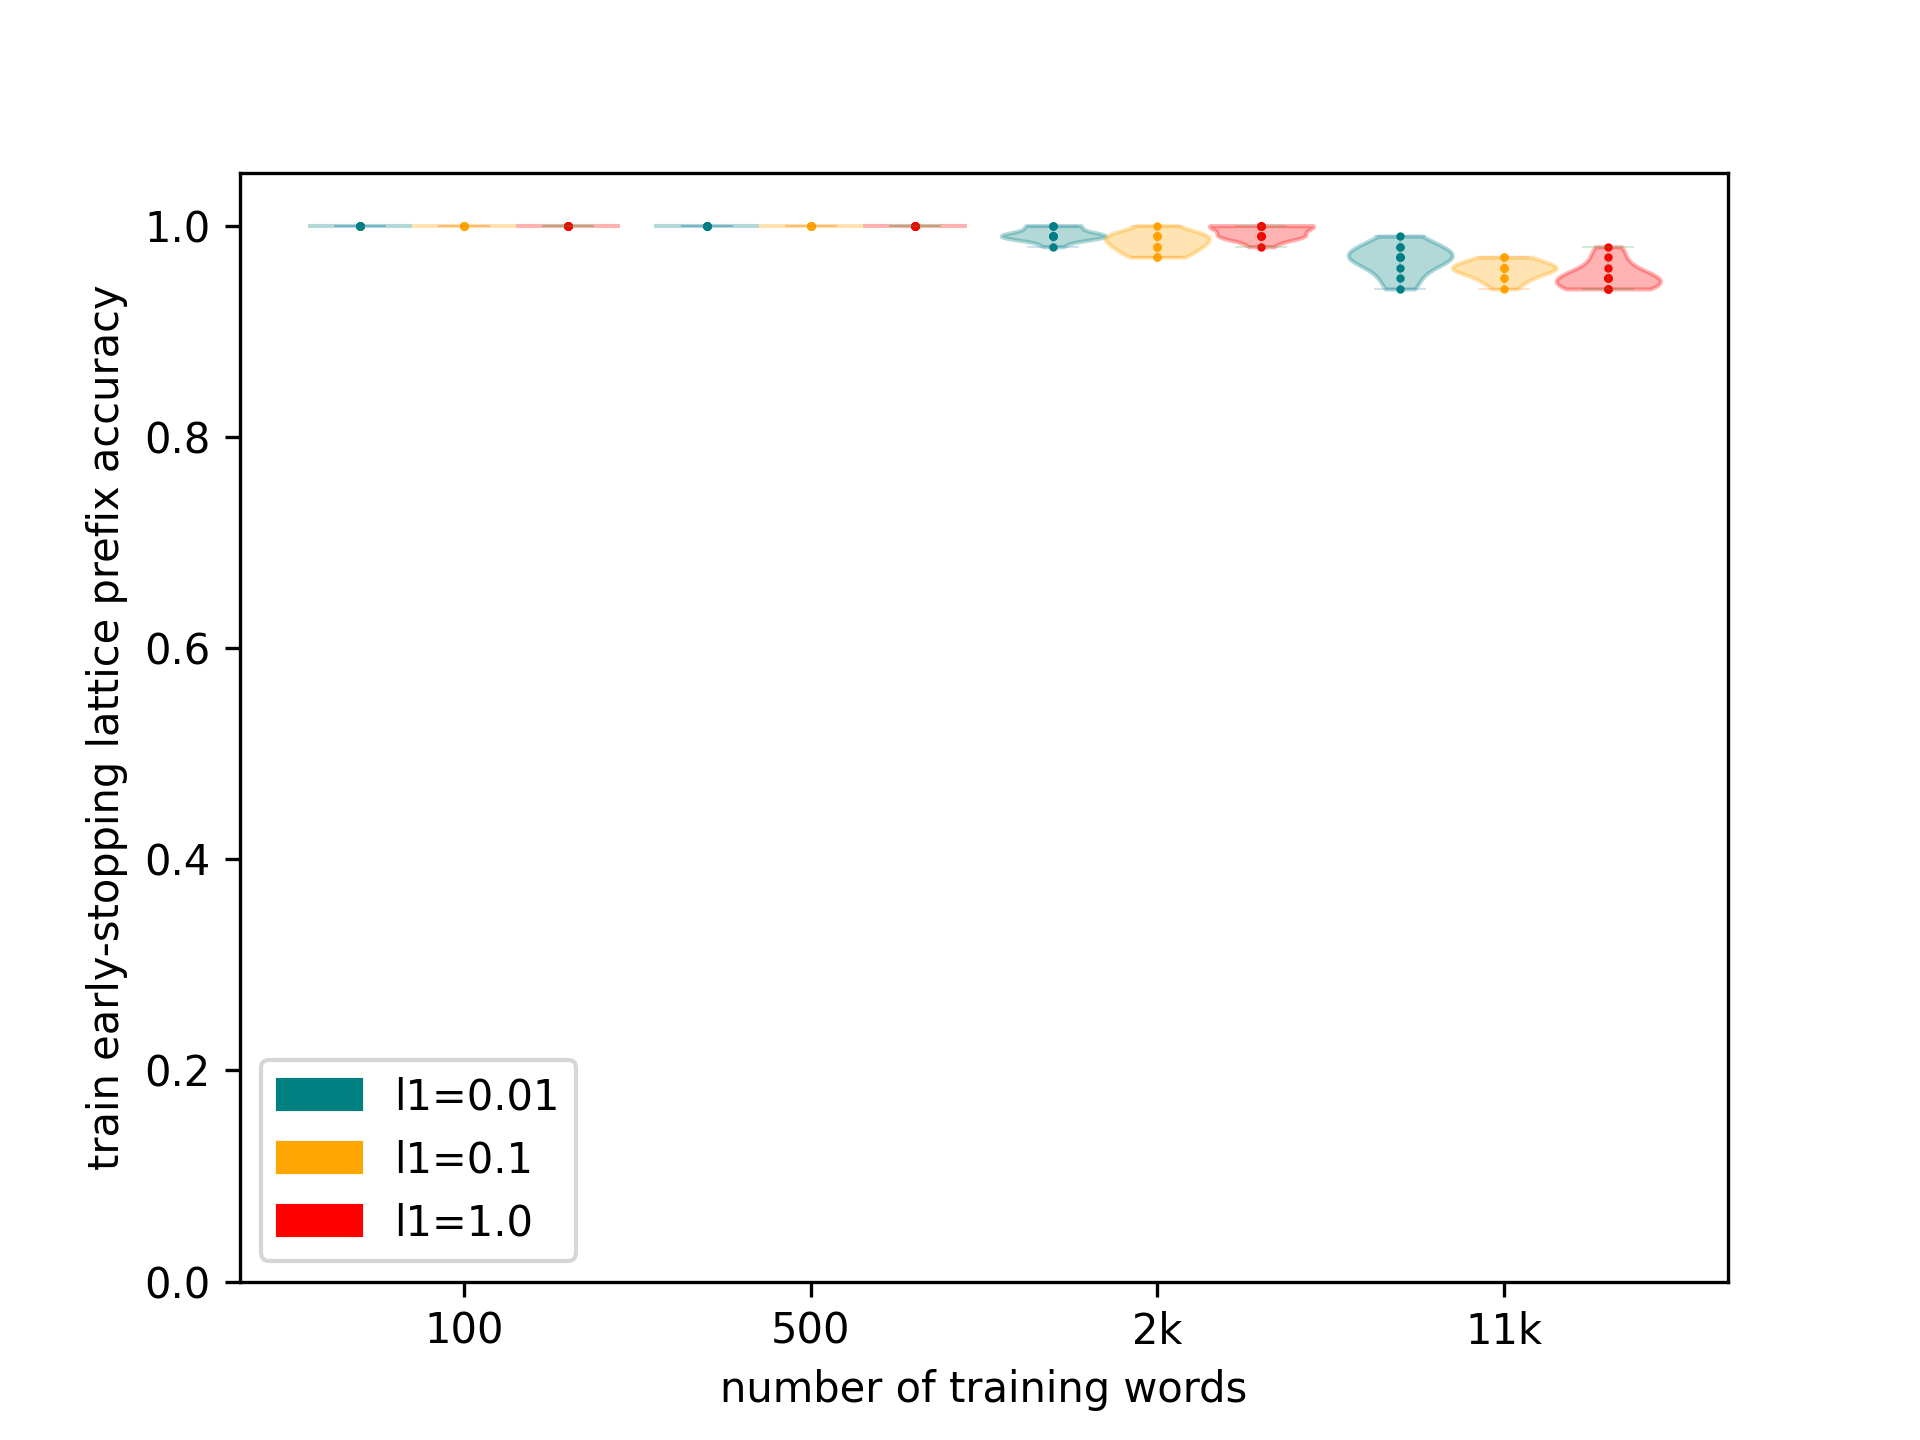 train early-stopping lattice prefix accuracy
1.0
0.8
0.6
0.4
0.2
0.0
l1=0.01
l1=0.1
l1=1.0
100 500 2k 11k
number of training words